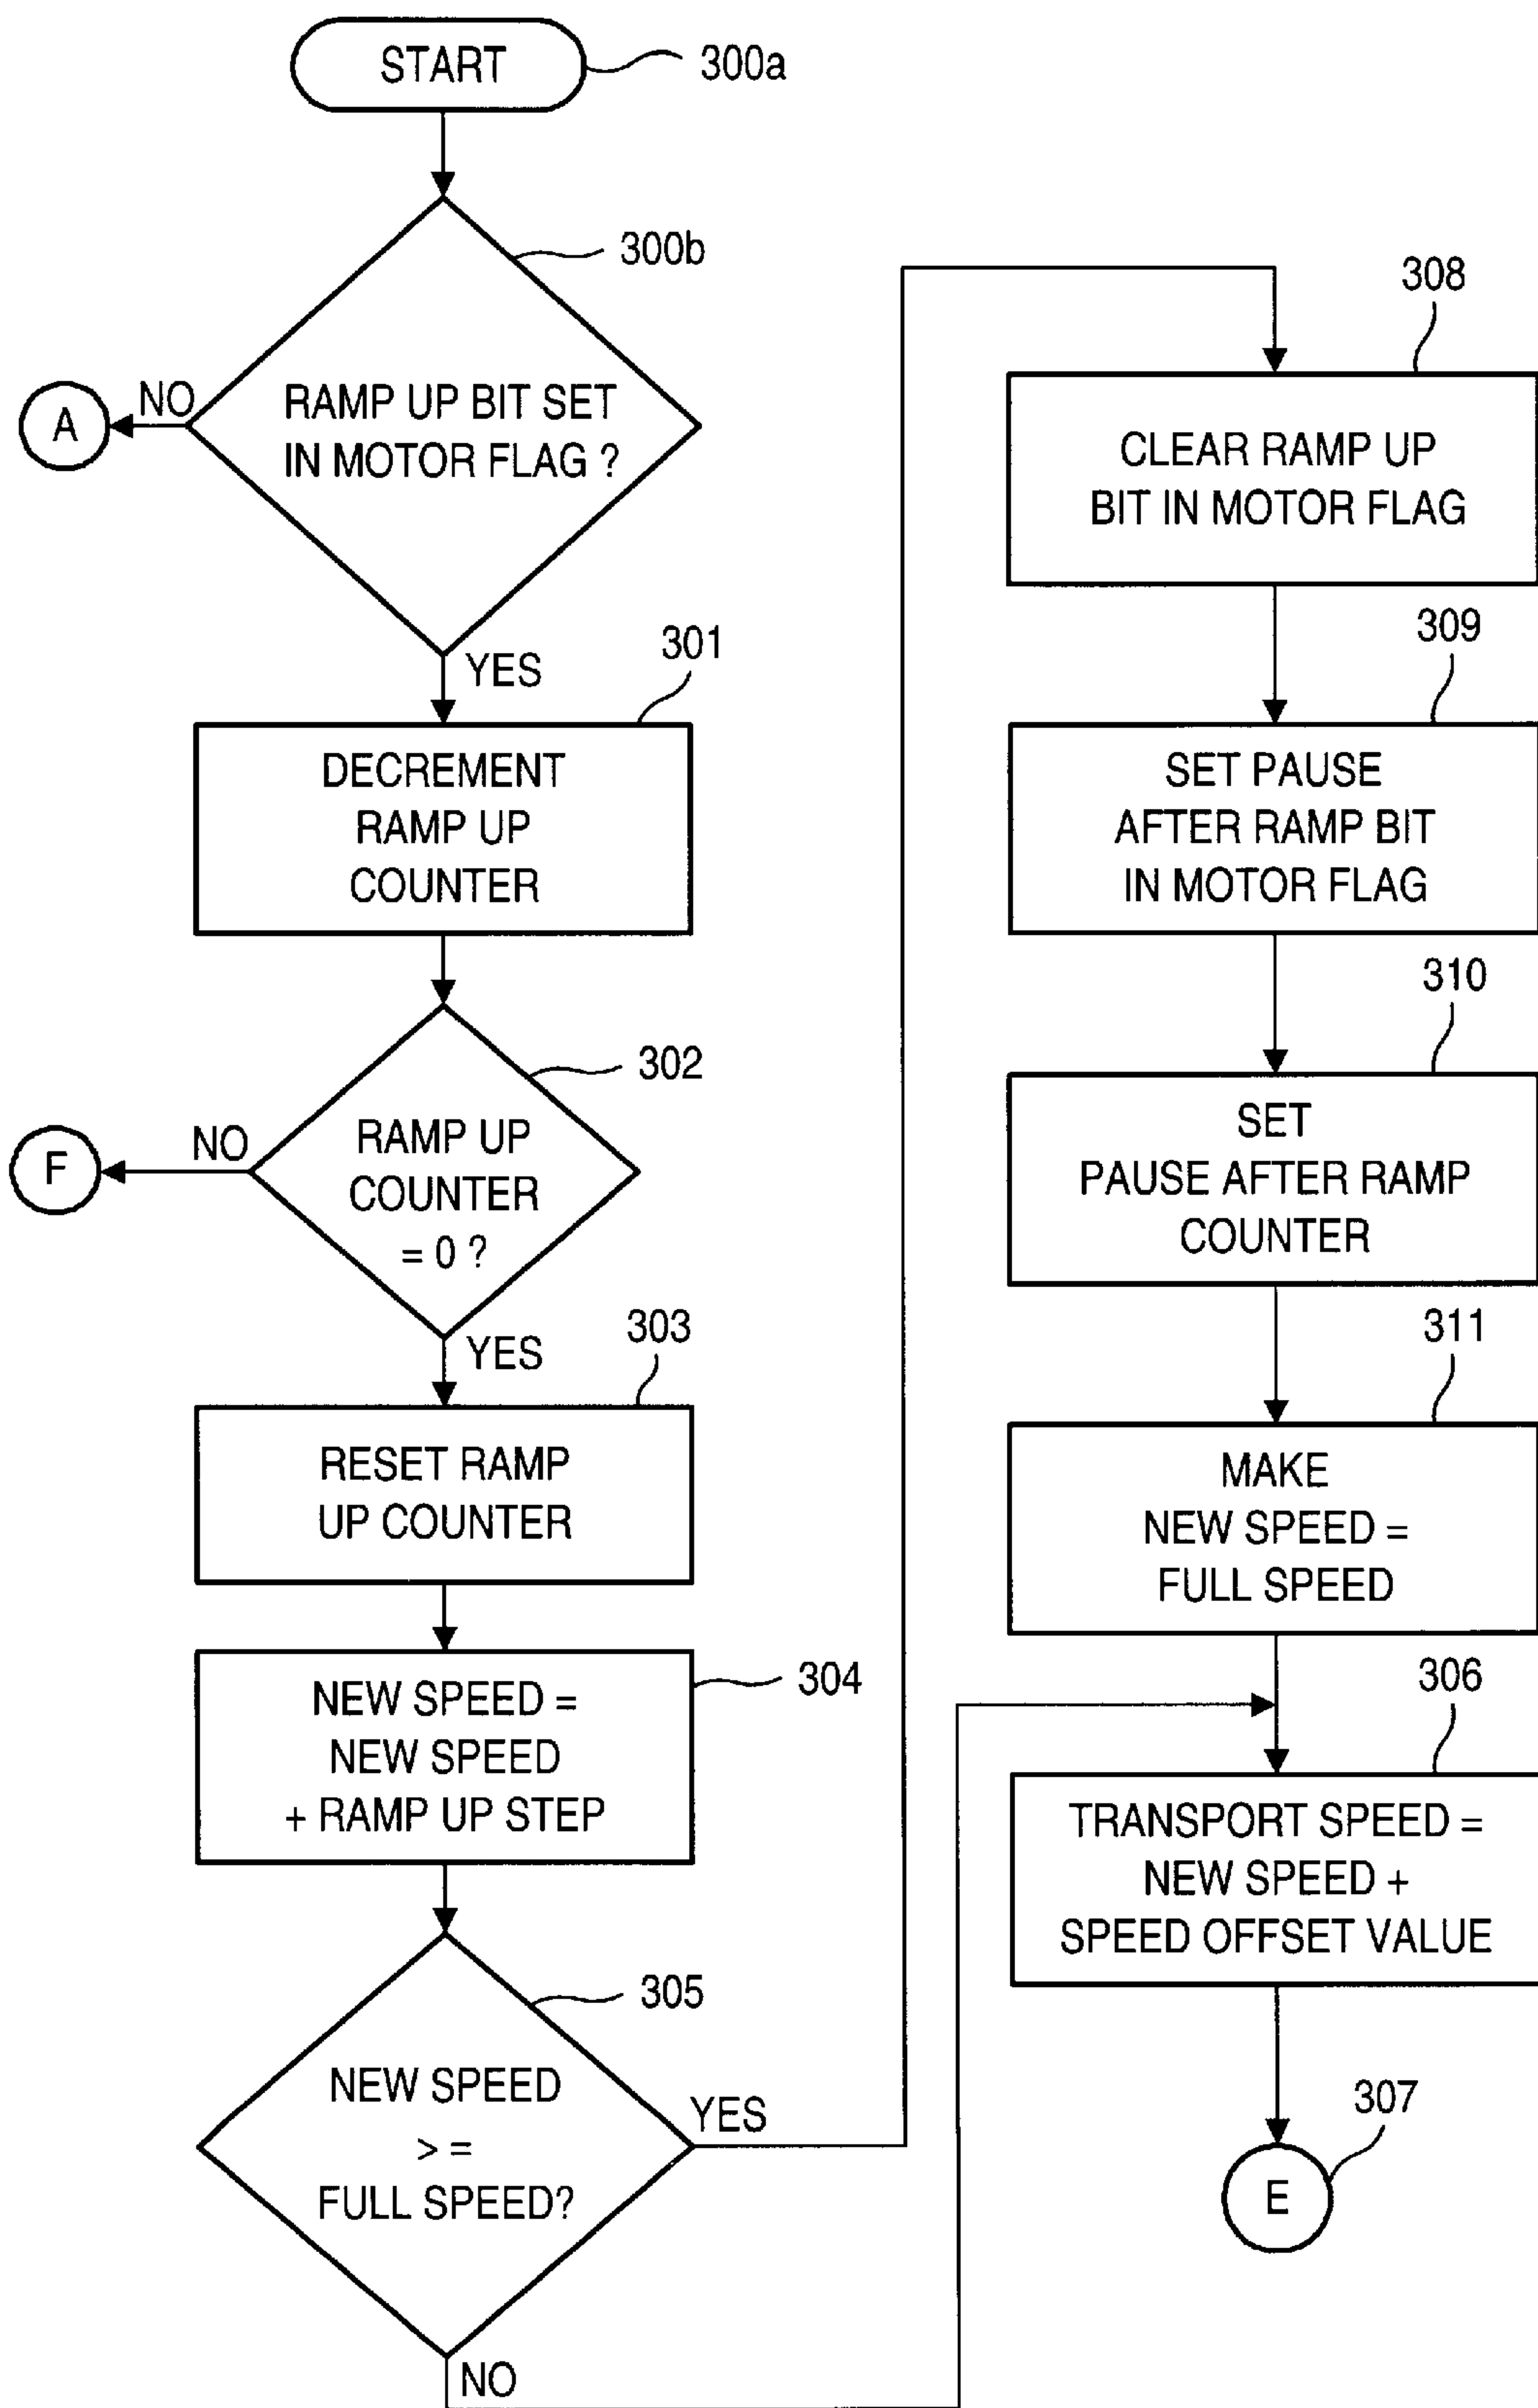 START
300a
300b
RAMP UP BIT SET
IN MOTOR FLAG ?
NO
A
YES
301
DECREMENT
RAMP UP
COUNTER
302
RAMP UP
COUNTER
= 0 ?
NO
F
YES
303
RESET RAMP
UP COUNTER
304
NEW SPEED =
NEW SPEED
+ RAMP UP STEP
305
NEW SPEED
> =
FULL SPEED?
YES
NO
308
CLEAR RAMP UP
BIT IN MOTOR FLAG
309
SET PAUSE
AFTER RAMP BIT
IN MOTOR FLAG
310
SET
PAUSE AFTER RAMP
COUNTER
311
MAKE
NEW SPEED =
FULL SPEED
306
TRANSPORT SPEED =
NEW SPEED +
SPEED OFFSET VALUE
307
E